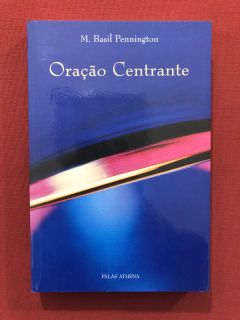 M. Basil Pennington
Oração Centrante
PALAS ATHENA